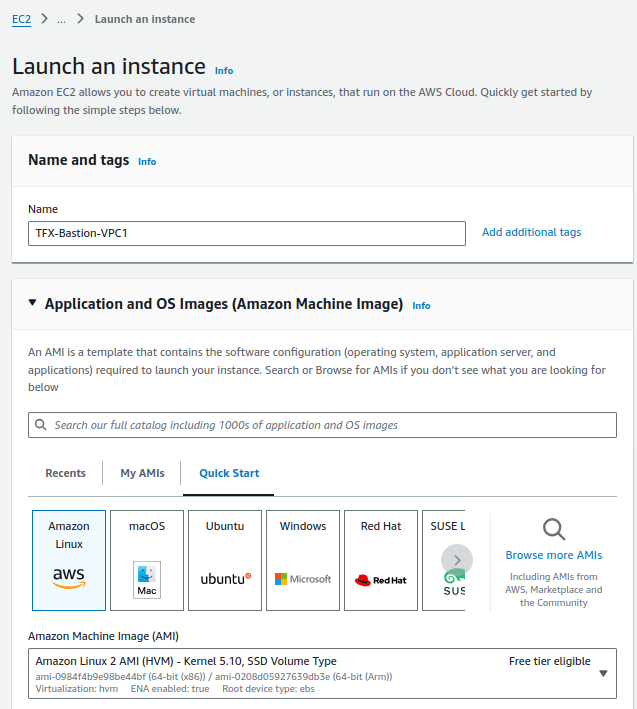 EC2 > ... > Launch an instance
Launch an instance Info
Amazon EC2 allows you to create virtual machines, or instances, that run on the AWS Cloud. Quickly get started by
following the simple steps below.
Name and tags Info
Name
TFX-Bastion-VPC1
Add additional tags
Application and OS Images (Amazon Machine Image) Info
An AMI is a template that contains the software configuration (operating system, application server, and
applications) required to launch your instance. Search or Browse for AMIs if you don't see what you are looking for
below
Search our full catalog including 1000s of application and OS images
Recents My AMIs Quick Start
Amazon
Linux
aws
macOS
Mac
Ubuntu
ubuntu
Windows
Microsoft
Red Hat
RedHat
SUSE L
SUS
Browse more AMIs
Including AMIs from
AWS, Marketplace and
the Community
Amazon Machine Image (AMI)
Amazon Linux 2 AMI (HVM) - Kernel 5.10, SSD Volume Type
Free tier eligible
ami-0984f4b9e98be44bf (64-bit (x86)) / ami-0208d05927639db3e (64-bit (Arm))
Virtualization: hvm ENA enabled: true Root device type: ebs